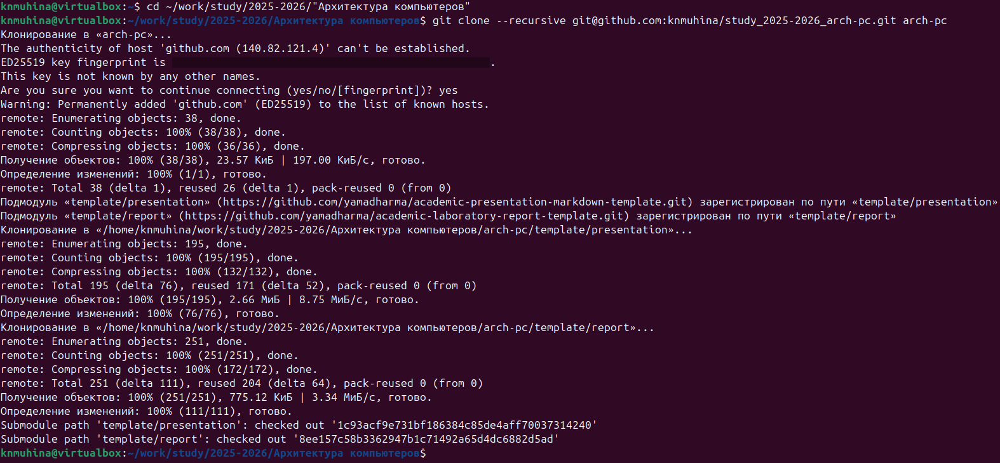 knmuhina@virtualbox:~$ cd ~/work/study/2025-2026/"Архитектура компьютеров"
knmuhina@virtualbox:~/work/study/2025-2026/Архитектура компьютеров$ git clone --recursive git@github.com:knmuhina/study_2025-2026_arch-pc.git arch-pc
Клонирование в «arch-pc»...
The authenticity of host 'github.com (140.82.121.4)' can't be established.
ED25519 key fingerprint is .
This key is not known by any other names.
Are you sure you want to continue connecting (yes/no/[fingerprint])? yes
Warning: Permanently added 'github.com' (ED25519) to the list of known hosts.
remote: Enumerating objects: 38, done.
remote: Counting objects: 100% (38/38), done.
remote: Compressing objects: 100% (36/36), done.
Получение объектов: 100% (38/38), 23.57 КиБ | 197.00 КиБ/с, готово.
Определение изменений: 100% (1/1), готово.
remote: Total 38 (delta 1), reused 26 (delta 1), pack-reused 0 (from 0)
Подмодуль «template/presentation» (https://github.com/yamadharma/academic-presentation-markdown-template.git) зарегистрирован по пути «template/presentation»
Подмодуль «template/report» (https://github.com/yamadharma/academic-laboratory-report-template.git) зарегистрирован по пути «template/report»
Клонирование в «/home/knmuhina/work/study/2025-2026/Архитектура компьютеров/arch-pc/template/presentation»...
remote: Enumerating objects: 195, done.
remote: Counting objects: 100% (195/195), done.
remote: Compressing objects: 100% (132/132), done.
remote: Total 195 (delta 76), reused 171 (delta 52), pack-reused 0 (from 0)
Получение объектов: 100% (195/195), 2.66 МиБ | 8.75 МиБ/с, готово.
Определение изменений: 100% (76/76), готово.
Клонирование в «/home/knmuhina/work/study/2025-2026/Архитектура компьютеров/arch-pc/template/report»...
remote: Enumerating objects: 251, done.
remote: Counting objects: 100% (251/251), done.
remote: Compressing objects: 100% (172/172), done.
remote: Total 251 (delta 111), reused 204 (delta 64), pack-reused 0 (from 0)
Получение объектов: 100% (251/251), 775.12 КиБ | 3.34 МиБ/с, готово.
Определение изменений: 100% (111/111), готово.
Submodule path 'template/presentation': checked out '1c93acf9e731bf186384c85de4aff70037314240'
Submodule path 'template/report': checked out '8ee157c58b3362947b1c71492a65d4dc6882d5ad'
knmuhina@virtualbox:~/work/study/2025-2026/Архитектура компьютеров$